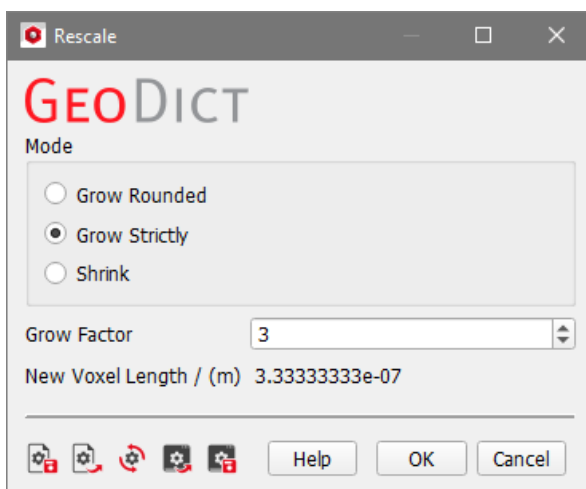 Rescale
GEODICT
Mode
Grow Rounded
Grow Strictly
Shrink
Grow Factor 3
New Voxel Length / (m) 3.33333333e-07
Help OK Cancel